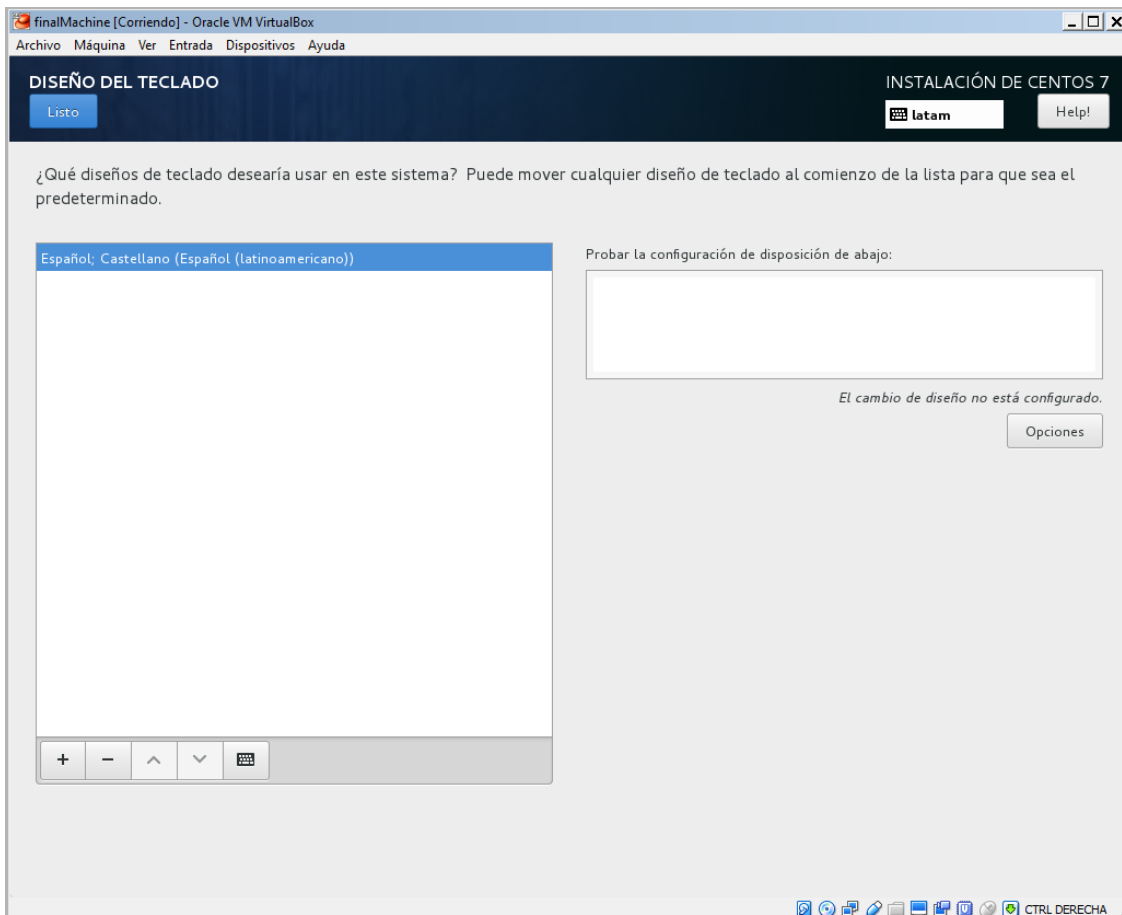 finalMachine [Corriendo] - Oracle VM VirtualBox
Archivo Máquina Ver Entrada Dispositivos Ayuda
DISEÑO DEL TECLADO
INSTALACIÓN DE CENTOS 7
Listo
latam
Help!
¿Qué diseños de teclado desearía usar en este sistema? Puede mover cualquier diseño de teclado al comienzo de la lista para que sea el
predeterminado.
Español; Castellano (Español (latinoamericano))
Probar la configuración de disposición de abajo:
El cambio de diseño no está configurado.
Opciones
CTRL DERECHA